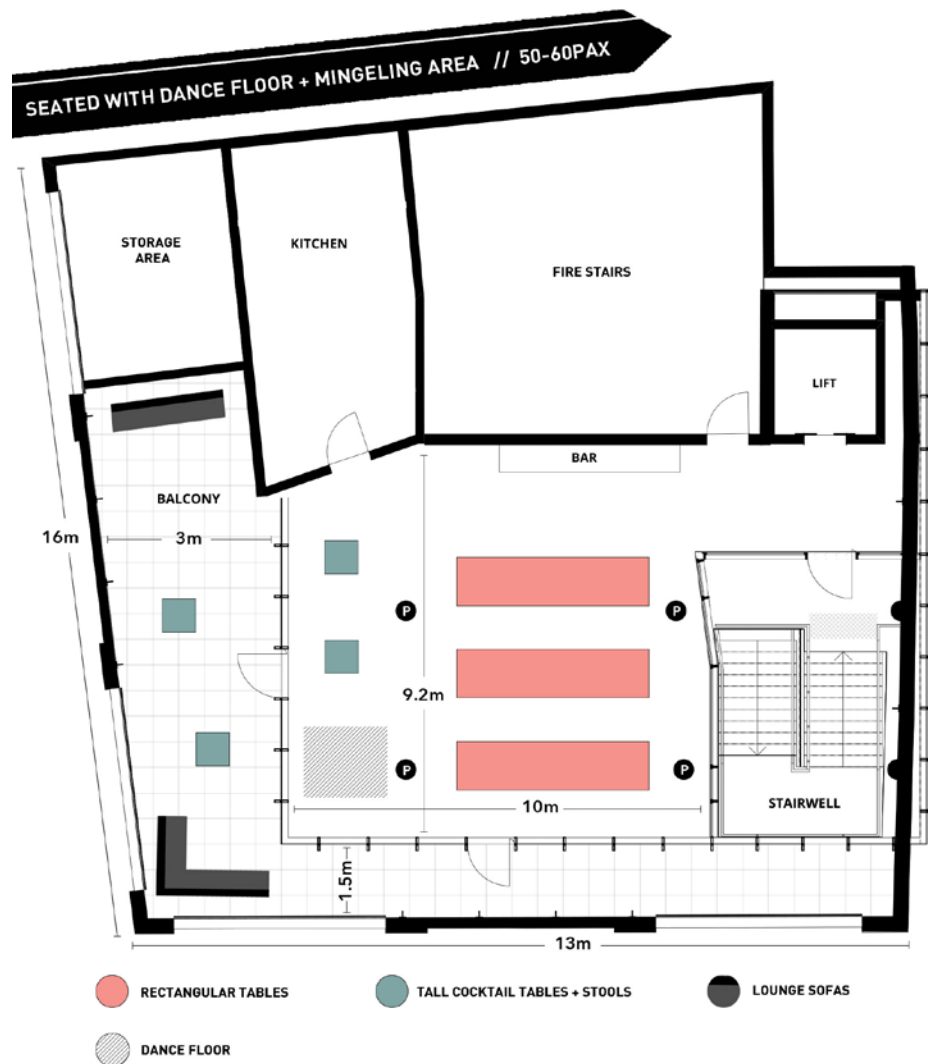 SEATED WITH DANCE FLOOR + MINGELING AREA // 50-60PAX
STORAGE
AREA
KITCHEN
FIRE STAIRS
LIFT
BAR
BALCONY
16m
3m
P
P
9.2m
P
P
10m
STAIRWELL
1.5m
13m
RECTANGULAR TABLES
TALL COCKTAIL TABLES + STOOLS
LOUNGE SOFAS
DANCE FLOOR